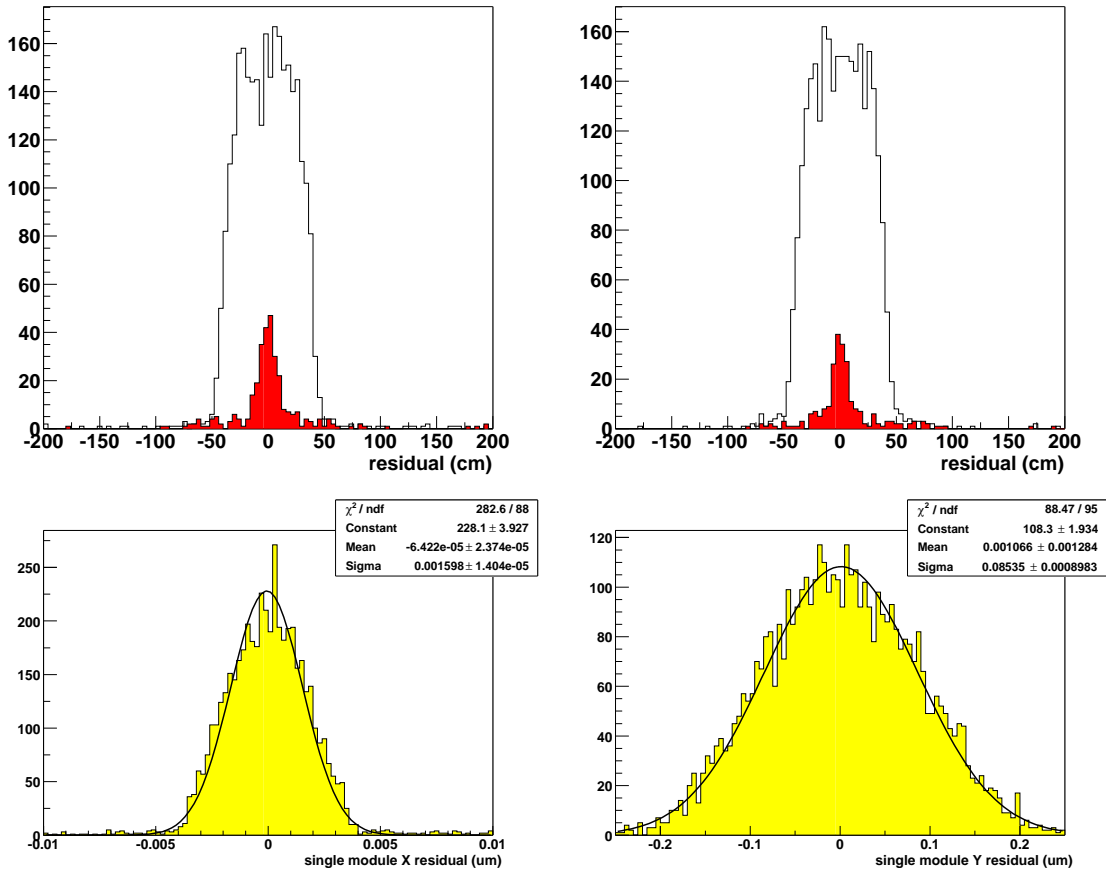 160
140
120
100
80
60
40
20
0
-200 -150 -100 -50 0 50 100 150 200
residual (cm)
160
140
120
100
80
60
40
20
0
-200 -150 -100 -50 0 50 100 150 200
residual (cm)
χ² / ndf 282.6 / 88
Constant 228.1 ± 3.927
Mean -6.422e-05 ± 2.374e-05
Sigma 0.001598 ± 1.404e-05
250
200
150
100
50
0
-0.01 -0.005 0 0.005 0.01
single module X residual (um)
χ² / ndf 88.47 / 95
Constant 108.3 ± 1.934
Mean 0.001066 ± 0.001284
Sigma 0.08535 ± 0.0008983
120
100
80
60
40
20
0
-0.2 -0.1 0 0.1 0.2
single module Y residual (um)